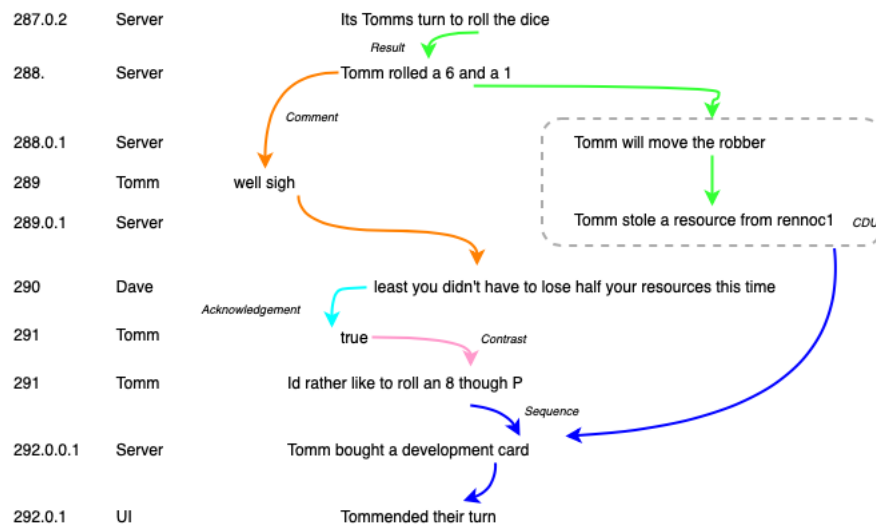 287.0.2 Server Its Tomms turn to roll the dice
Result
288. Server Tomm rolled a 6 and a 1
Comment
288.0.1 Server Tomm will move the robber
289 Tomm well sigh
289.0.1 Server Tomm stole a resource from rennoc1 CDU
290 Dave least you didn't have to lose half your resources this time
Acknowledgement
291 Tomm true Contrast
291 Tomm Id rather like to roll an 8 though P
Sequence
292.0.0.1 Server Tomm bought a development card
292.0.1 UI Tommended their turn